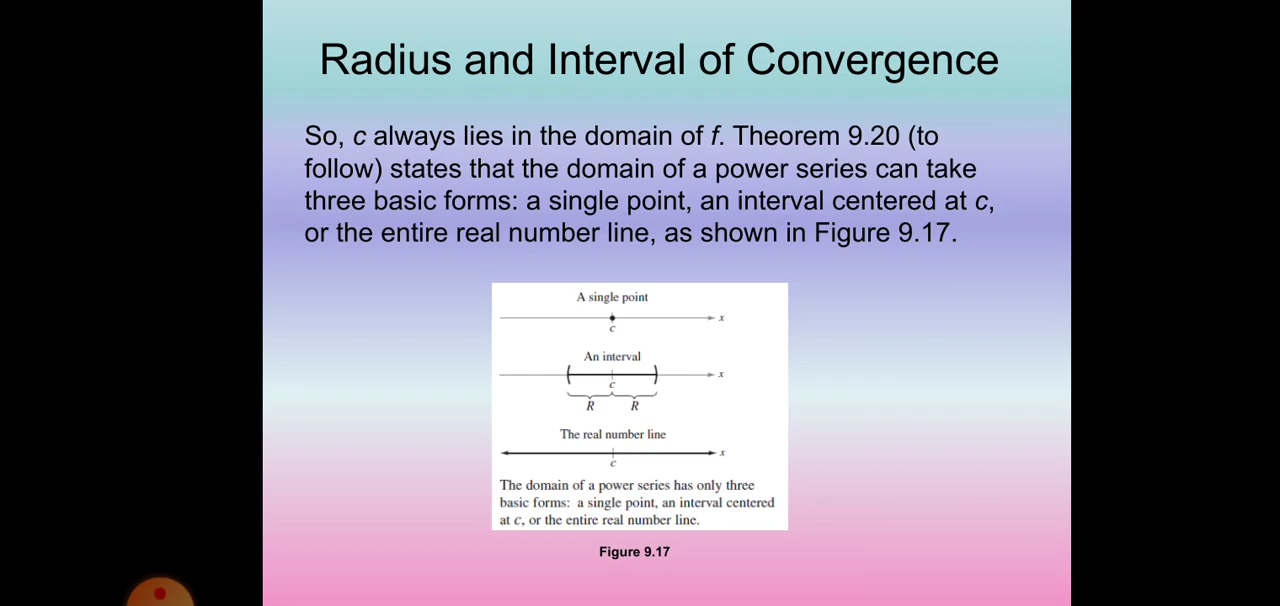 Radius and Interval of Convergence
So, c always lies in the domain of f. Theorem 9.20 (to
follow) states that the domain of a power series can take
three basic forms: a single point, an interval centered at c,
or the entire real number line, as shown in Figure 9.17.
A single point
x
c
An interval
x
c
R R
The real number line
x
c
The domain of a power series has only three
basic forms: a single point, an interval centered
at c, or the entire real number line.
Figure 9.17